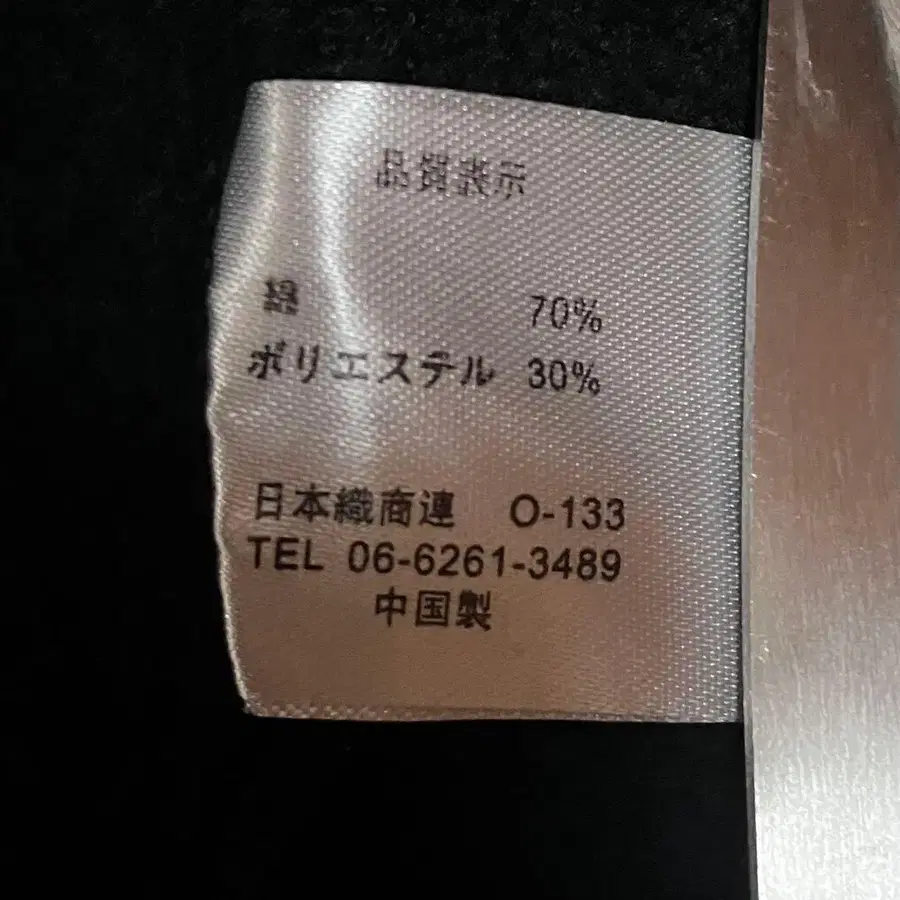 品質表示
綿 70%
ポリエステル 30%
日本織商連 O-133
TEL 06-6261-3489
中国製